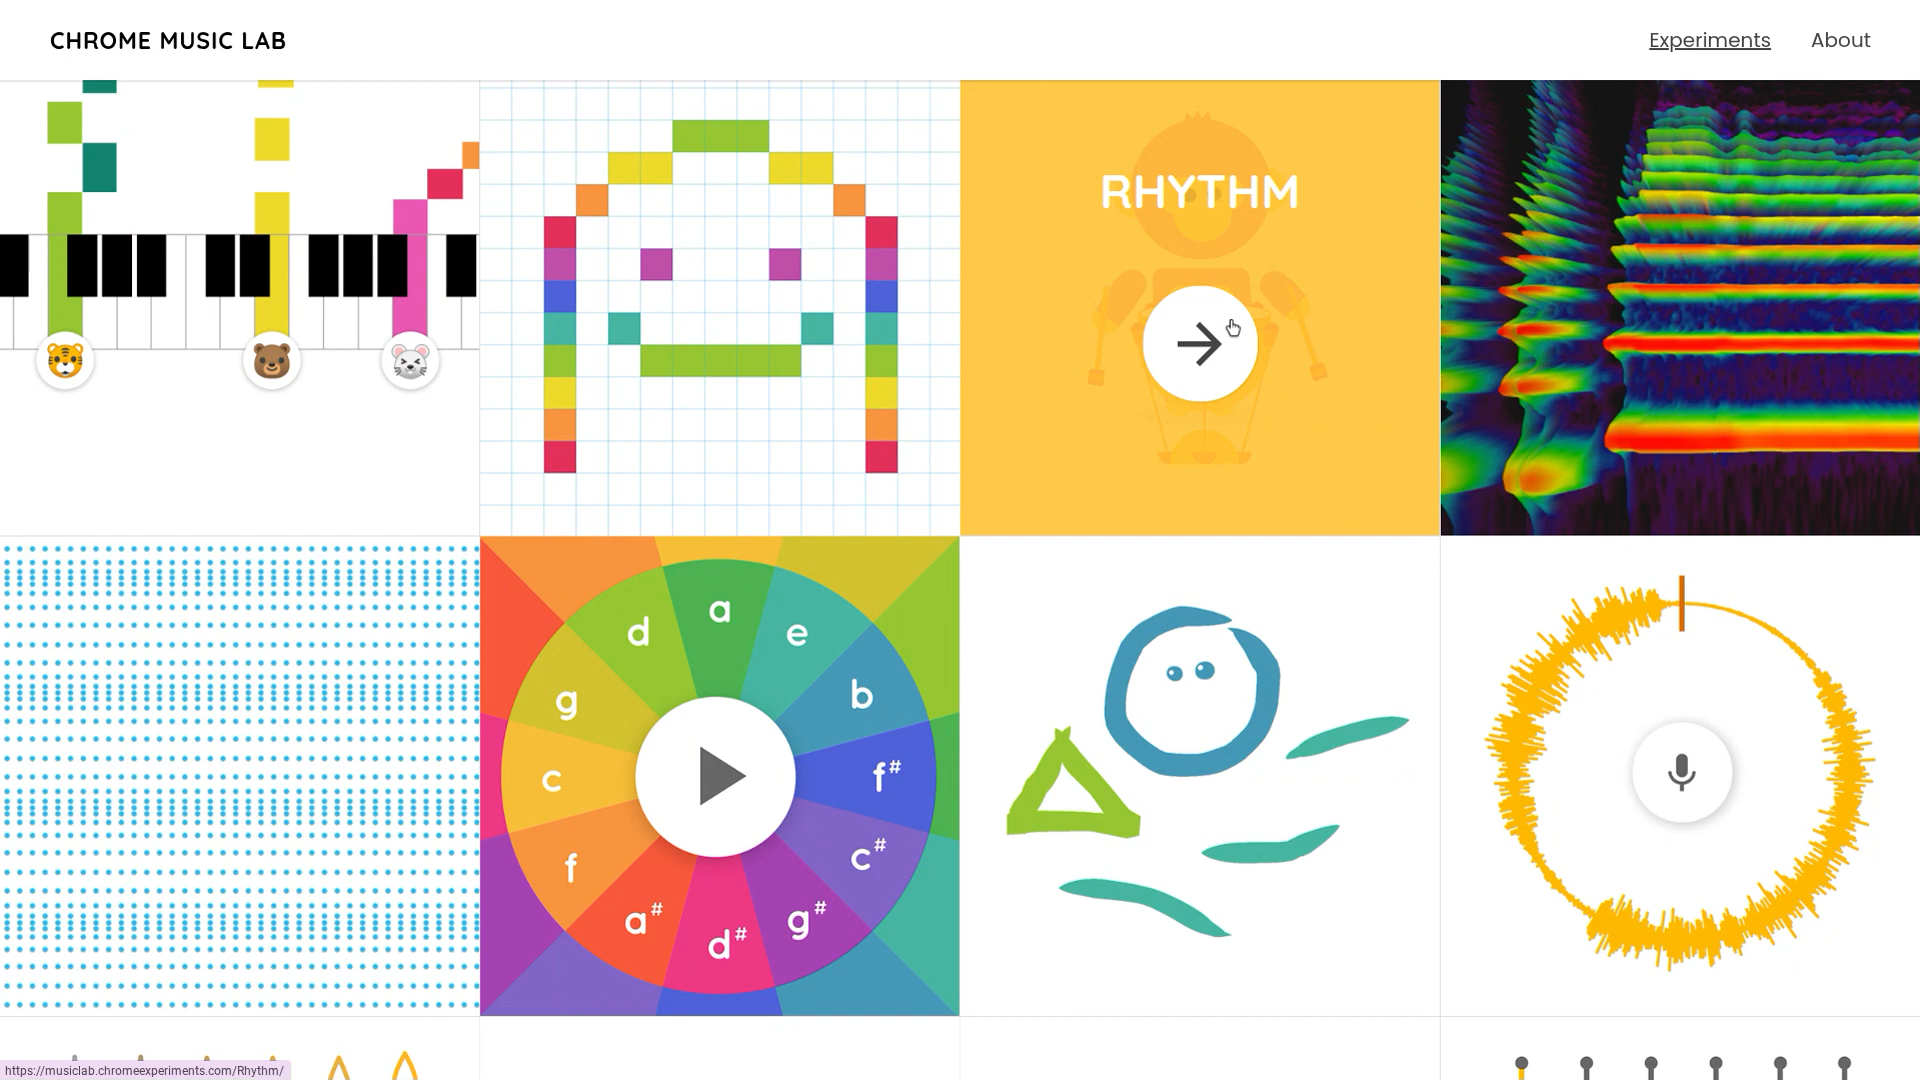 CHROME MUSIC LAB
Experiments
About
RHYTHM
a
d
e
g
b
c
f#
f
c#
a#
g#
d#
https://musiclab.chromeexperiments.com/Rhythm/